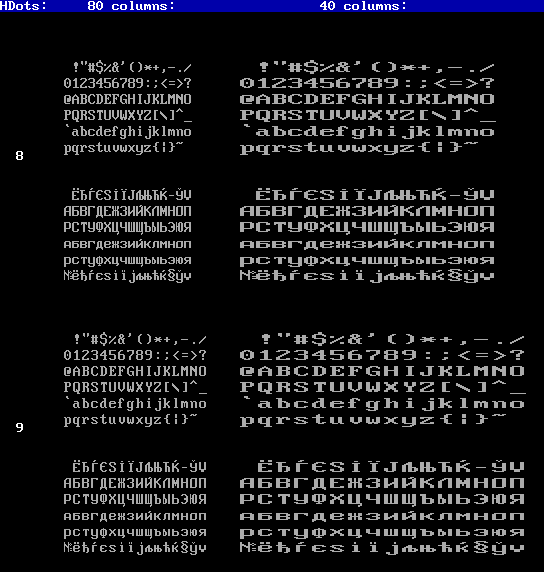 HDots: 80 columns: 40 columns:
!"#$%&'()*+,-./ !"#$%&'()*+,-./
0123456789:;<=>? 0123456789:;<=>?
@ABCDEFGHIJKLMNO @ABCDEFGHIJKLMNO
PQRSTUVWXYZ[\]^_ PQRSTUVWXYZ[\]^_
`abcdefghijklmno `abcdefghijklmno
pqrstuvwxyz{¦}~ pqrstuvwxyz{¦}~
8
ЁЂЃЄЅІЇЈЉЊЋЌ-ЎЏ ЁЂЃЄЅІЇЈЉЊЋЌ-ЎЏ
АБВГДЕЖЗИЙКЛМНОП АБВГДЕЖЗИЙКЛМНОП
РСТУФХЦЧШЩЪЫЬЭЮЯ РСТУФХЦЧШЩЪЫЬЭЮЯ
абвгдежзийклмноп абвгдежзийклмноп
рстуфхцчшщъыьэюя рстуфхцчшщъыьэюя
№ёђѓєѕіїјљњћќ§ўџ №ёђѓєѕіїјљњћќ§ўџ
!"#$%&'()*+,-./ !"#$%&'()*+,-./
0123456789:;<=>? 0123456789:;<=>?
@ABCDEFGHIJKLMNO @ABCDEFGHIJKLMNO
PQRSTUVWXYZ[\]^_ PQRSTUVWXYZ[\]^_
`abcdefghijklmno `abcdefghijklmno
pqrstuvwxyz{¦}~ pqrstuvwxyz{¦}~
9
ЁЂЃЄЅІЇЈЉЊЋЌ-ЎЏ ЁЂЃЄЅІЇЈЉЊЋЌ-ЎЏ
АБВГДЕЖЗИЙКЛМНОП АБВГДЕЖЗИЙКЛМНОП
РСТУФХЦЧШЩЪЫЬЭЮЯ РСТУФХЦЧШЩЪЫЬЭЮЯ
абвгдежзийклмноп абвгдежзийклмноп
рстуфхцчшщъыьэюя рстуфхцчшщъыьэюя
№ёђѓєѕіїјљњћќ§ўџ №ёђѓєѕіїјљњћќ§ўџ